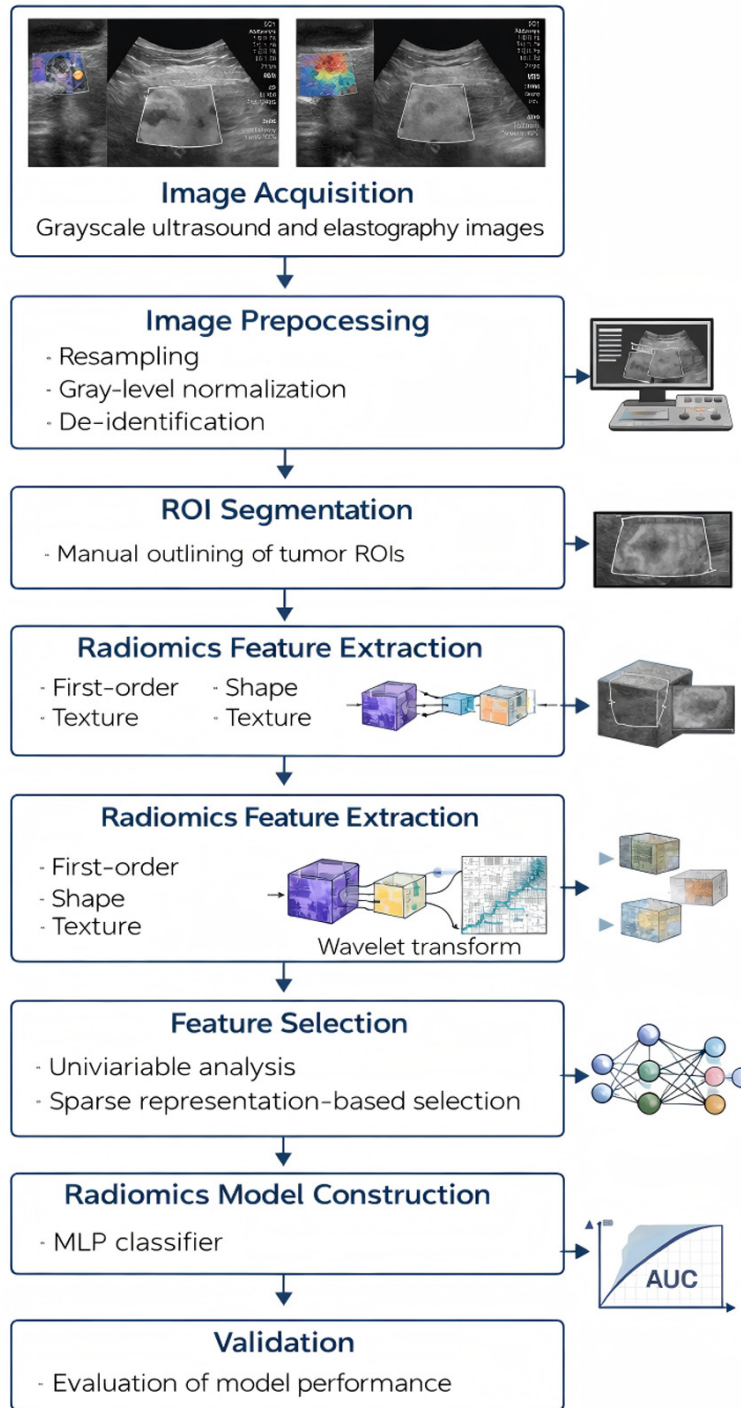 Image Acquisition
Grayscale ultrasound and elastography images
Image Prepocessing
- Resampling
- Gray-level normalization
- De-identification
ROI Segmentation
- Manual outlining of tumor ROIs
Radiomics Feature Extraction
- First-order - Shape
- Texture - Texture
Radiomics Feature Extraction
- First-order
- Shape
- Texture
Wavelet transform
Feature Selection
- Univiariable analysis
- Sparse representation-based selection
Radiomics Model Construction
- MLP classifier
AUC
Validation
- Evaluation of model performance